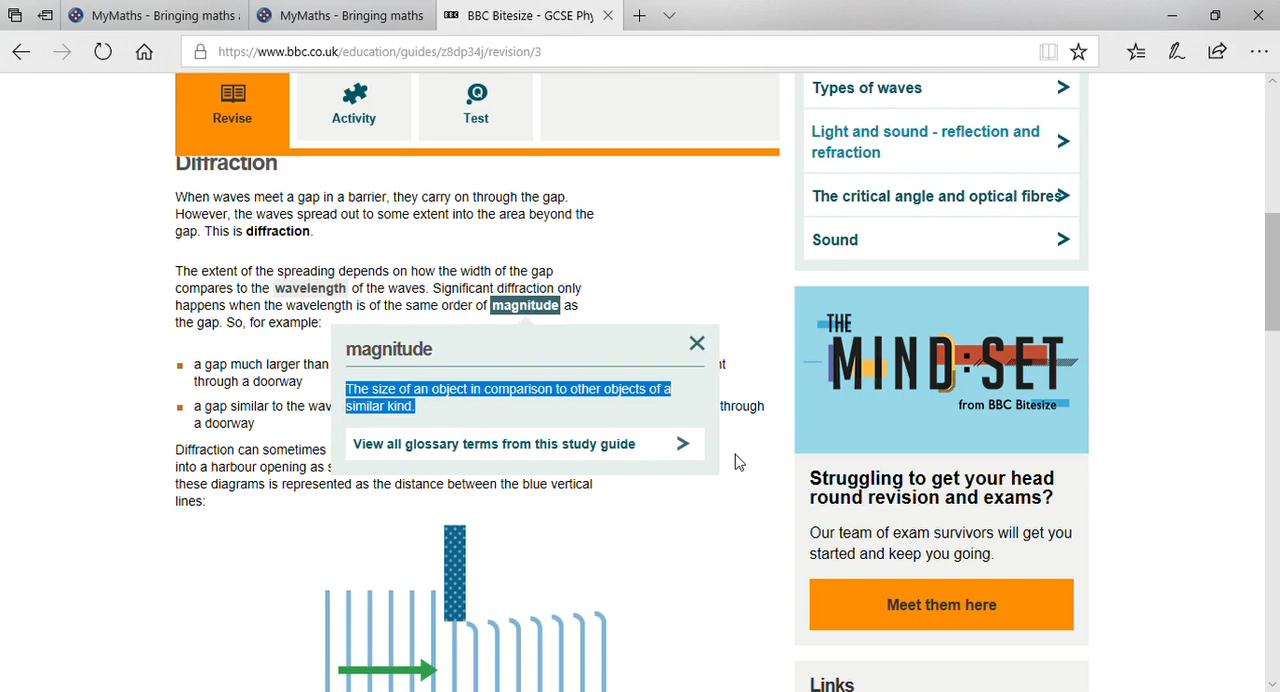 MyMaths - Bringing maths
MyMaths - Bringing maths
BBC Bitesize - GCSE Phy
https://www.bbc.co.uk/education/guides/z8dp34j/revision/3
Revise
Activity
Test
Diffraction
When waves meet a gap in a barrier, they carry on through the gap.
However, the waves spread out to some extent into the area beyond the
gap. This is diffraction.
The extent of the spreading depends on how the width of the gap
compares to the wavelength of the waves. Significant diffraction only
happens when the wavelength is of the same order of magnitude as
the gap. So, for example:
magnitude
The size of an object in comparison to other objects of a
similar kind.
View all glossary terms from this study guide
a gap much larger than
through a doorway
a gap similar to the wav through
a doorway
Diffraction can sometimes
into a harbour opening as s
these diagrams is represented as the distance between the blue vertical
lines:
Types of waves
Light and sound - reflection and
refraction
The critical angle and optical fibres
Sound
THE
MIND·SET
from BBC Bitesize
Struggling to get your head
round revision and exams?
Our team of exam survivors will get you
started and keep you going.
Meet them here
Links